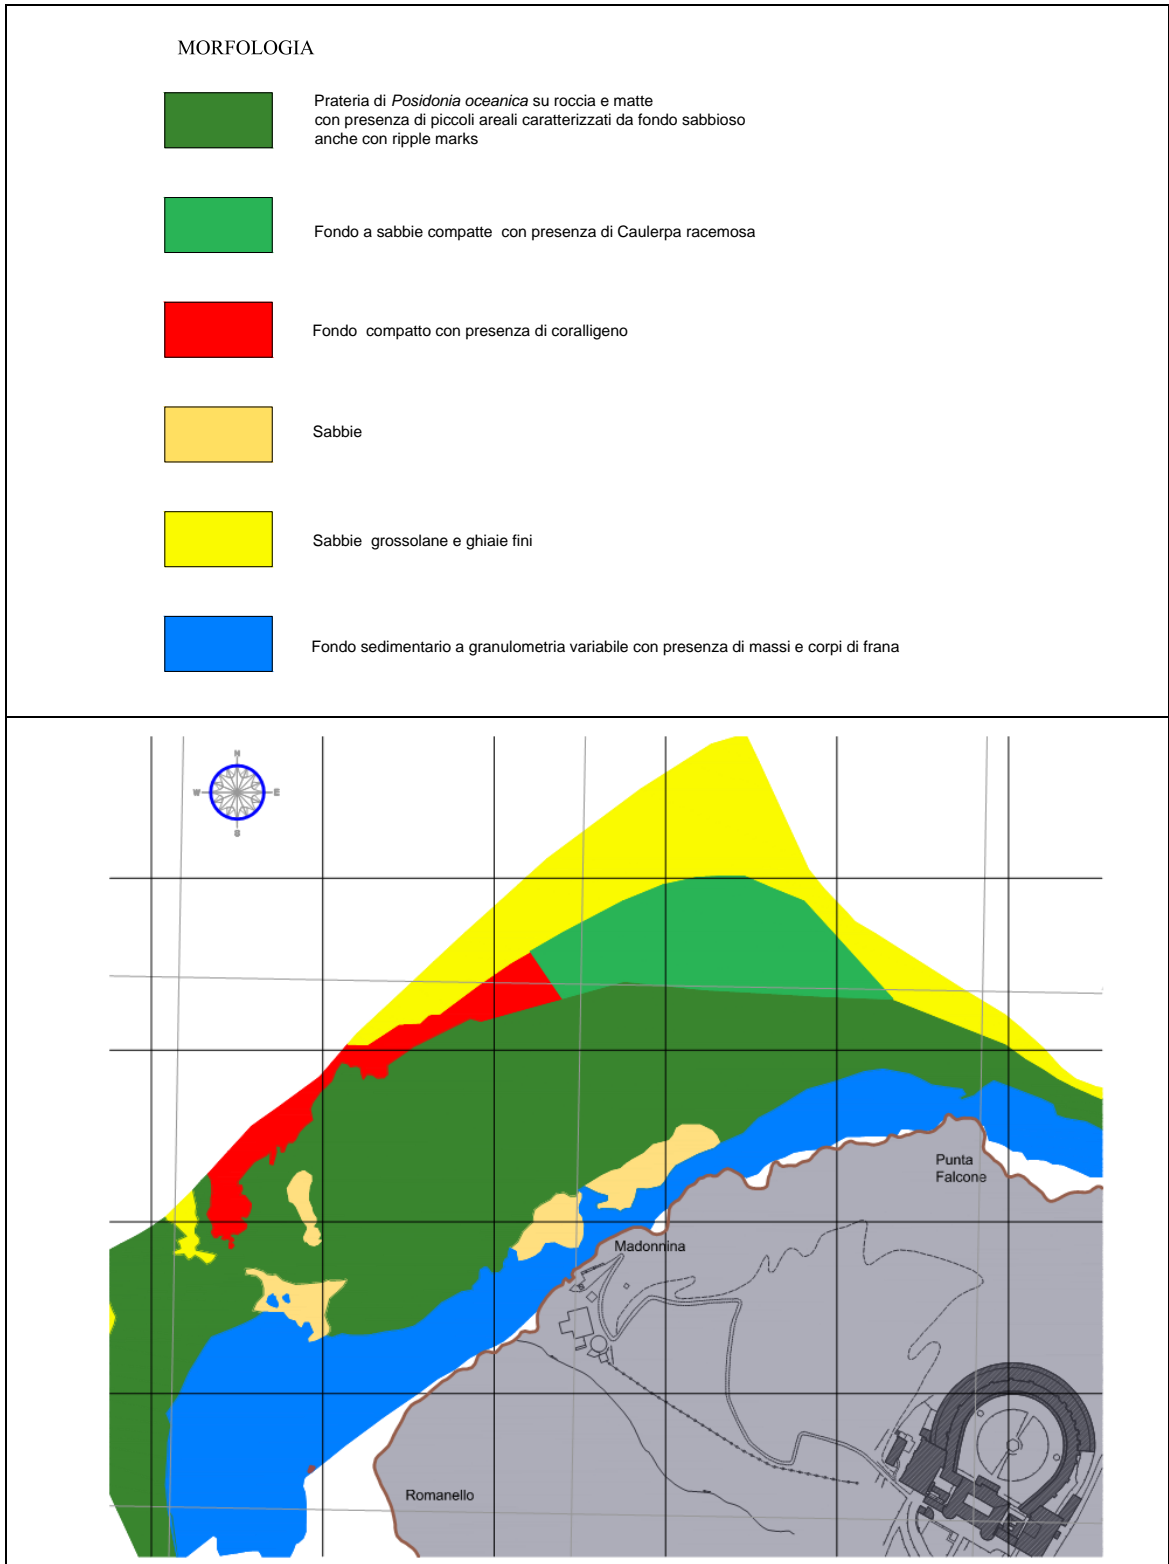 MORFOLOGIA
Prateria di Posidonia oceanica su roccia e matte
con presenza di piccoli areali caratterizzati da fondo sabbioso
anche con ripple marks
Fondo a sabbie compatte con presenza di Caulerpa racemosa
Fondo compatto con presenza di coralligeno
Sabbie
Sabbie grossolane e ghiaie fini
Fondo sedimentario a granulometria variabile con presenza di massi e corpi di frana
N
W
E
S
Punta
Falcone
Madonnina
Romanello